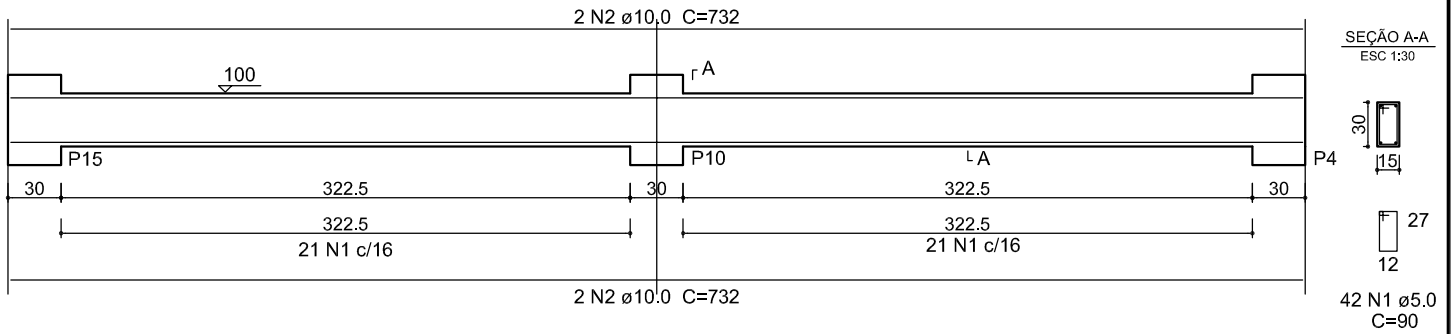 2 N2 ø10.0 C=732
SEÇÃO A-A
ESC 1:30
A
100
30
15
P15
P10
A
P4
30
322.5
30
322.5
30
322.5
322.5
21 N1 c/16
21 N1 c/16
27
12
2 N2 ø10.0 C=732
42 N1 ø5.0
C=90